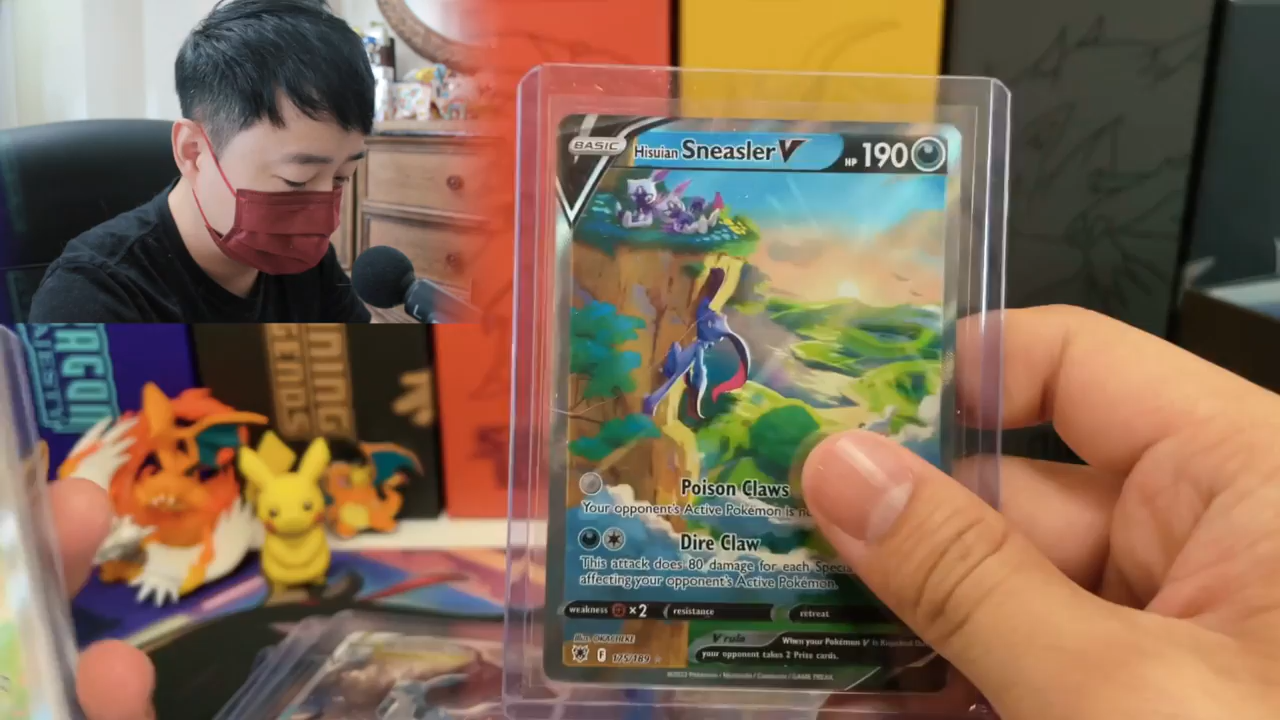 BASIC Hisuian Sneasler V HP 190
Poison Claws
Your opponent's Active Pokémon is
Dire Claw
This attack does 80 damage for each
affecting your opponent's Active Pokémon.
weakness ×2 resistance retreat
V rule When your Pokémon V is
your opponent takes 2 Prize cards.
F 175/189